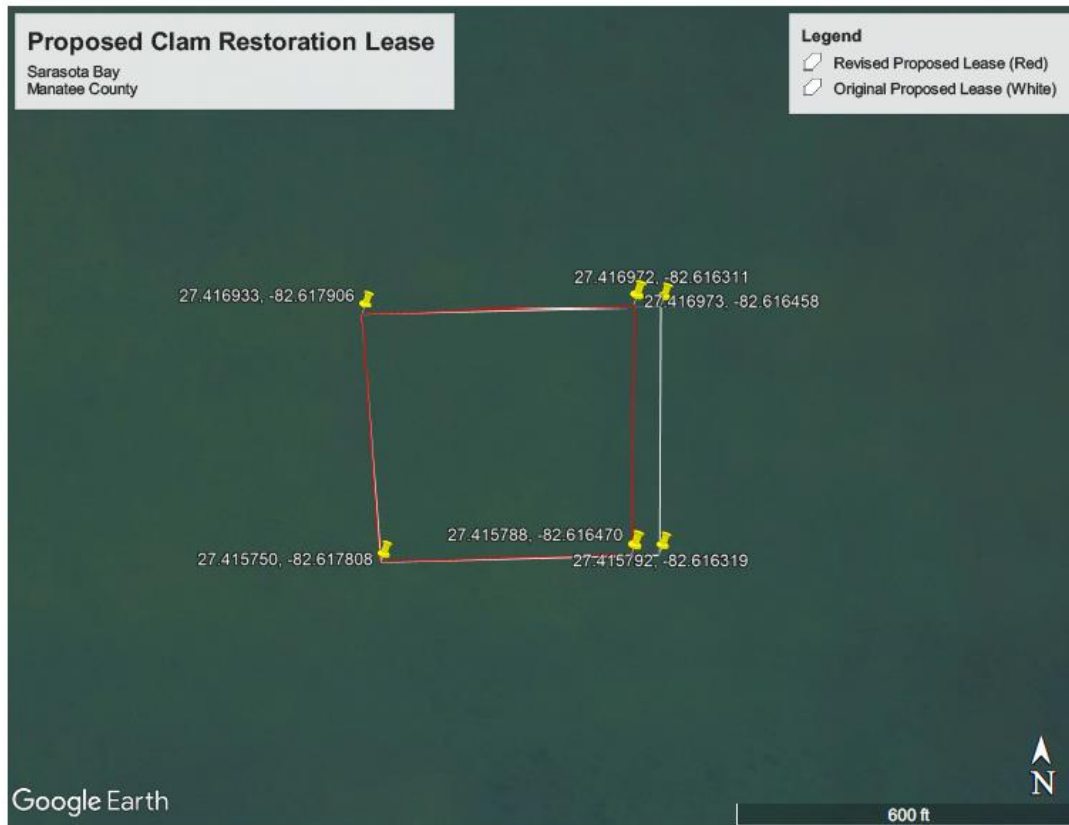 Proposed Clam Restoration Lease
Sarasota Bay
Manatee County
Legend
Revised Proposed Lease (Red)
Original Proposed Lease (White)
27.416972, -82.616311
27.416933, -82.617906
27.416973, -82.616458
27.415788, -82.616470
27.415750, -82.617808
27.415792, -82.616319
N
Google Earth
600 ft